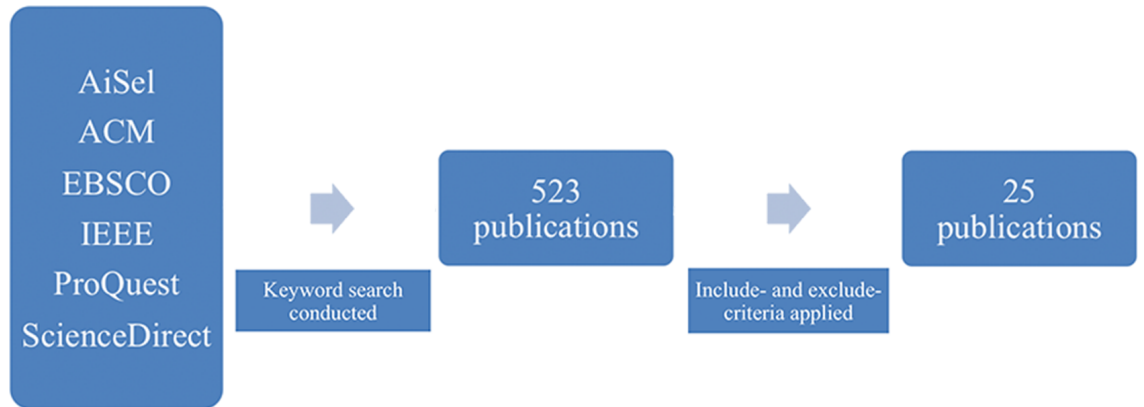 AiSel
ACM
EBSCO
IEEE
ProQuest
ScienceDirect
Keyword search
conducted
523
publications
Include- and exclude-
criteria applied
25
publications